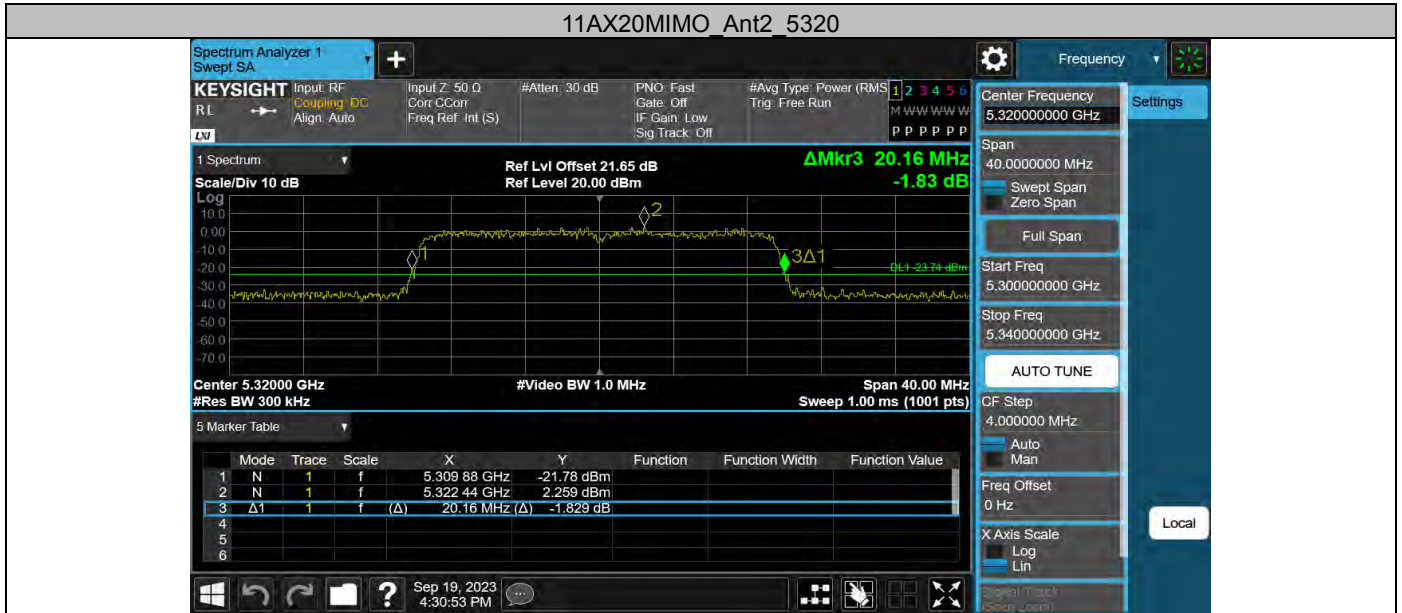 11AX20MIMO_Ant2_5320
Spectrum Analyzer 1
Swept SA
+
Frequency
KEYSIGHT
RL
LXI
Input: RF
Coupling: DC
Align: Auto
Input Z: 50 Ω
Corr CCorr
Freq Ref: Int (S)
#Atten: 30 dB
PNO: Fast
Gate: Off
IF Gain: Low
Sig Track: Off
#Avg Type: Power (RMS
Trig: Free Run
1 2 3 4 5 6
M W W W W W
P P P P P P
1 Spectrum
Scale/Div 10 dB
Ref Lvl Offset 21.65 dB
Ref Level 20.00 dBm
ΔMkr3 20.16 MHz
-1.83 dB
Log
10.0
0.00
-10.0
-20.0
-30.0
-40.0
-50.0
-60.0
-70.0
1
2
3Δ1
DL1 -23.74 dBm
Center 5.32000 GHz
#Video BW 1.0 MHz
Span 40.00 MHz
#Res BW 300 kHz
Sweep 1.00 ms (1001 pts)
5 Marker Table
Mode Trace Scale X Y Function Function Width Function Value
1 N 1 f 5.309 88 GHz -21.78 dBm
2 N 1 f 5.322 44 GHz 2.259 dBm
3 Δ1 1 f (Δ) 20.16 MHz (Δ) -1.829 dB
4
5
6
Center Frequency
5.320000000 GHz
Settings
Span
40.0000000 MHz
Swept Span
Zero Span
Full Span
Start Freq
5.300000000 GHz
Stop Freq
5.340000000 GHz
AUTO TUNE
CF Step
4.000000 MHz
Auto
Man
Freq Offset
0 Hz
X Axis Scale
Log
Lin
Signal Track
(Span Zoom)
Local
?
Sep 19, 2023
4:30:53 PM